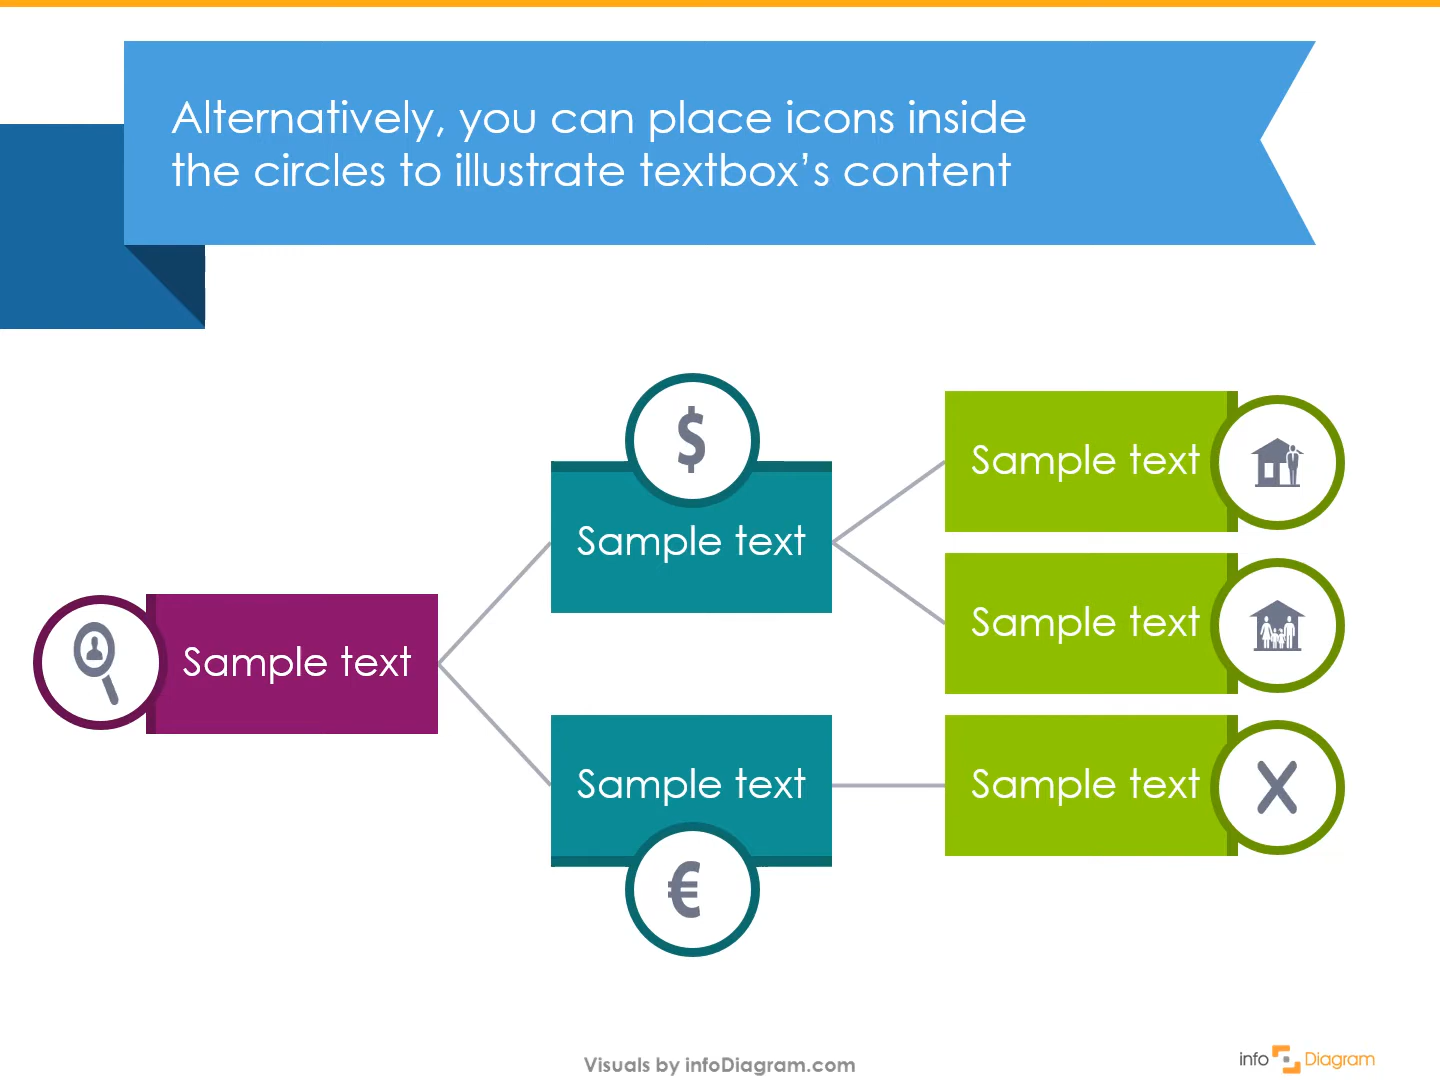 Alternatively, you can place icons inside
the circles to illustrate textbox’s content
$
Sample text
Sample text
Sample text
Sample text
Sample text
€
Sample text
X
Visuals by infoDiagram.com
info Diagram